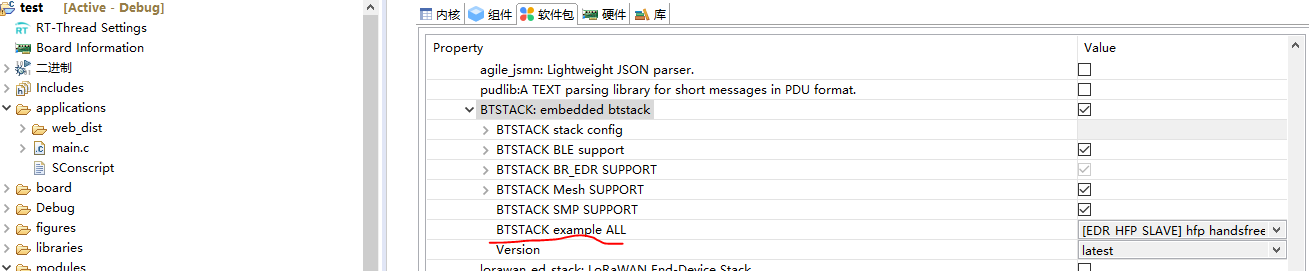 test [Active - Debug]
RT-Thread Settings
Board Information
二进制
Includes
applications
web_dist
main.c
SConscript
board
Debug
figures
libraries
modules
内核 组件 软件包 硬件 库
Property Value
agile_jsmn: Lightweight JSON parser.
pudlib:A TEXT parsing library for short messages in PDU format.
BTSTACK: embedded btstack
BTSTACK stack config
BTSTACK BLE support
BTSTACK BR_EDR SUPPORT
BTSTACK Mesh SUPPORT
BTSTACK SMP SUPPORT
BTSTACK example ALL [EDR HFP SLAVE] hfp handsfree
Version latest
lorawan_ed_stack: LoRaWAN End-Device Stack